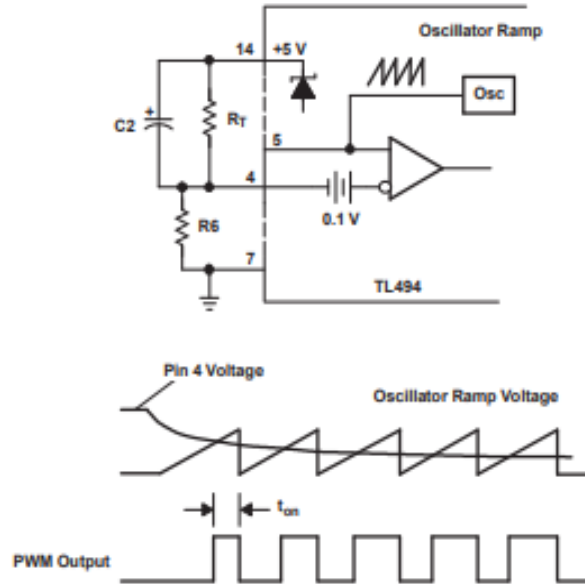 Oscillator Ramp
14 +5 V
Osc
C2 + RT
5
4
0.1 V
R6
7
TL494
Pin 4 Voltage
Oscillator Ramp Voltage
ton
PWM Output